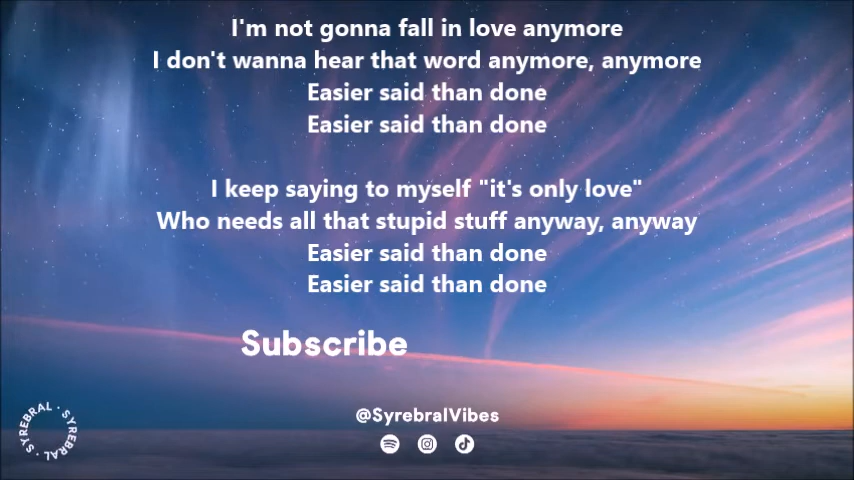 I'm not gonna fall in love anymore
I don't wanna hear that word anymore, anymore
Easier said than done
Easier said than done
I keep saying to myself "it's only love"
Who needs all that stupid stuff anyway, anyway
Easier said than done
Easier said than done
Subscribe
SYREBRAL · SYREBRAL ·
@SyrebralVibes